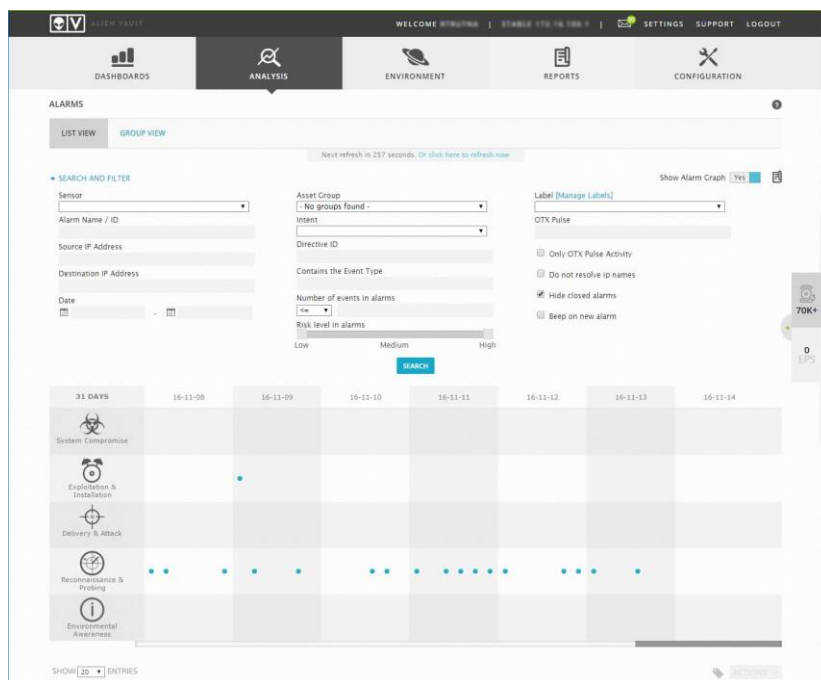 ALIEN VAULT
WELCOME | | SETTINGS SUPPORT LOGOUT
DASHBOARDS ANALYSIS ENVIRONMENT REPORTS CONFIGURATION
ALARMS
LIST VIEW GROUP VIEW
Next refresh in 257 seconds. Or click here to refresh now
SEARCH AND FILTER Show Alarm Graph Yes
Sensor Asset Group Label [Manage Labels]
- No groups found -
Alarm Name / ID Intent OTX Pulse
Source IP Address Directive ID Only OTX Pulse Activity
Destination IP Address Contains the Event Type Do not resolve ip names
Date Number of events in alarms Hide closed alarms
- <=
Risk level in alarms Beep on new alarm
Low Medium High
70K+
0
EPS
SEARCH
31 DAYS 16-11-08 16-11-09 16-11-10 16-11-11 16-11-12 16-11-13 16-11-14
System Compromise
Exploitation &
Installation
Delivery & Attack
Reconnaissance &
Probing
Environmental
Awareness
SHOW 20 ENTRIES ACTIONS